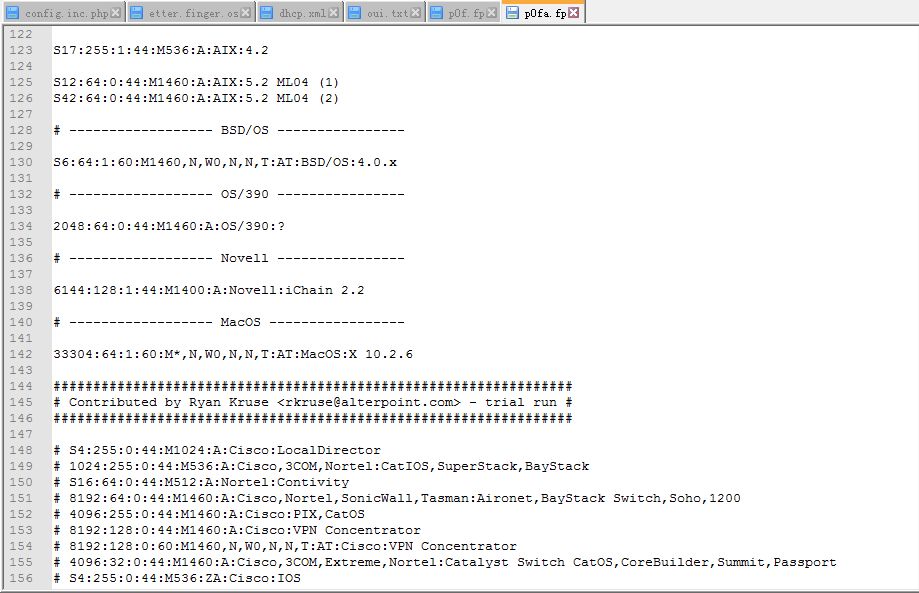 config.inc.php etter.finger.os dhcp.xml oui.txt p0f.fp p0fa.fp
122
123 S17:255:1:44:M536:A:AIX:4.2
124
125 S12:64:0:44:M1460:A:AIX:5.2 ML04 (1)
126 S42:64:0:44:M1460:A:AIX:5.2 ML04 (2)
127
128 # ------------------ BSD/OS ----------------
129
130 S6:64:1:60:M1460,N,W0,N,N,T:AT:BSD/OS:4.0.x
131
132 # ------------------ OS/390 ----------------
133
134 2048:64:0:44:M1460:A:OS/390:?
135
136 # ------------------ Novell ----------------
137
138 6144:128:1:44:M1400:A:Novell:iChain 2.2
139
140 # ------------------ MacOS -----------------
141
142 33304:64:1:60:M*,N,W0,N,N,T:AT:MacOS:X 10.2.6
143
144 #################################################################
145 # Contributed by Ryan Kruse <rkruse@alterpoint.com> - trial run #
146 #################################################################
147
148 # S4:255:0:44:M1024:A:Cisco:LocalDirector
149 # 1024:255:0:44:M536:A:Cisco,3COM,Nortel:CatIOS,SuperStack,BayStack
150 # S16:64:0:44:M512:A:Nortel:Contivity
151 # 8192:64:0:44:M1460:A:Cisco,Nortel,SonicWall,Tasman:Aironet,BayStack Switch,Soho,1200
152 # 4096:255:0:44:M1460:A:Cisco:PIX,CatOS
153 # 8192:128:0:44:M1460:A:Cisco:VPN Concentrator
154 # 8192:128:0:60:M1460,N,W0,N,N,T:AT:Cisco:VPN Concentrator
155 # 4096:32:0:44:M1460:A:Cisco,3COM,Extreme,Nortel:Catalyst Switch CatOS,CoreBuilder,Summit,Passport
156 # S4:255:0:44:M536:ZA:Cisco:IOS